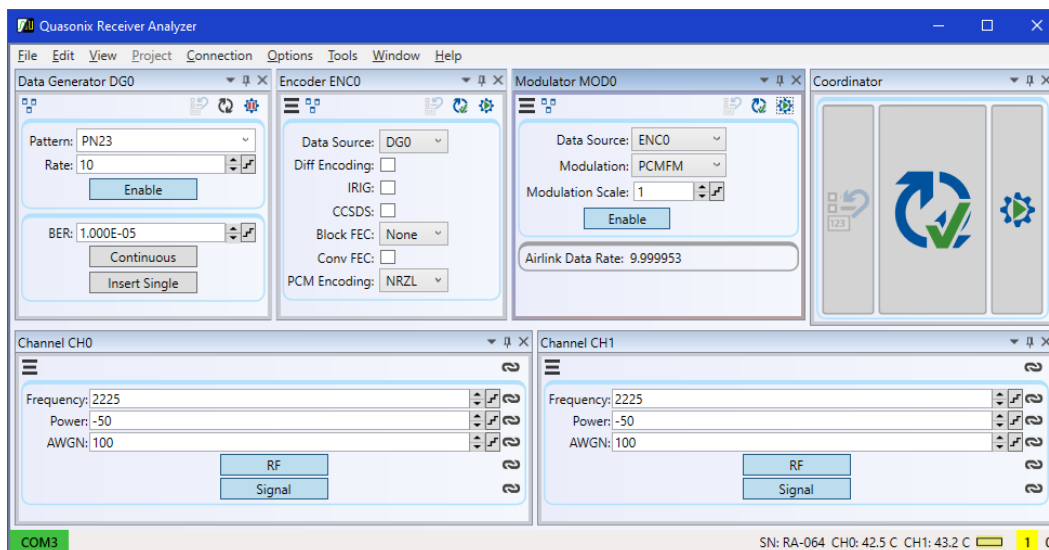 Quasonix Receiver Analyzer
File Edit View Project Connection Options Tools Window Help
Data Generator DG0
Pattern: PN23
Rate: 10
Enable
BER: 1.000E-05
Continuous
Insert Single
Encoder ENC0
Data Source: DG0
Diff Encoding:
IRIG:
CCSDS:
Block FEC: None
Conv FEC:
PCM Encoding: NRZL
Modulator MOD0
Data Source: ENC0
Modulation: PCMFM
Modulation Scale: 1
Enable
Airlink Data Rate: 9.999953
Coordinator
123
Channel CH0
Frequency: 2225
Power: -50
AWGN: 100
RF
Signal
Channel CH1
Frequency: 2225
Power: -50
AWGN: 100
RF
Signal
COM3
SN: RA-064 CH0: 42.5 C CH1: 43.2 C
1